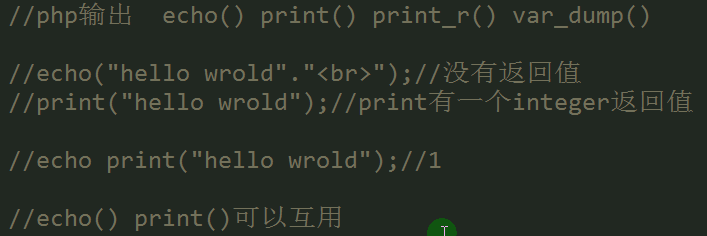 //php输出  echo() print() print_r() var_dump()
//echo("hello wrold"."<br>");//没有返回值
//print("hello wrold");//print有一个integer返回值
//echo print("hello wrold");//1
//echo() print()可以互用